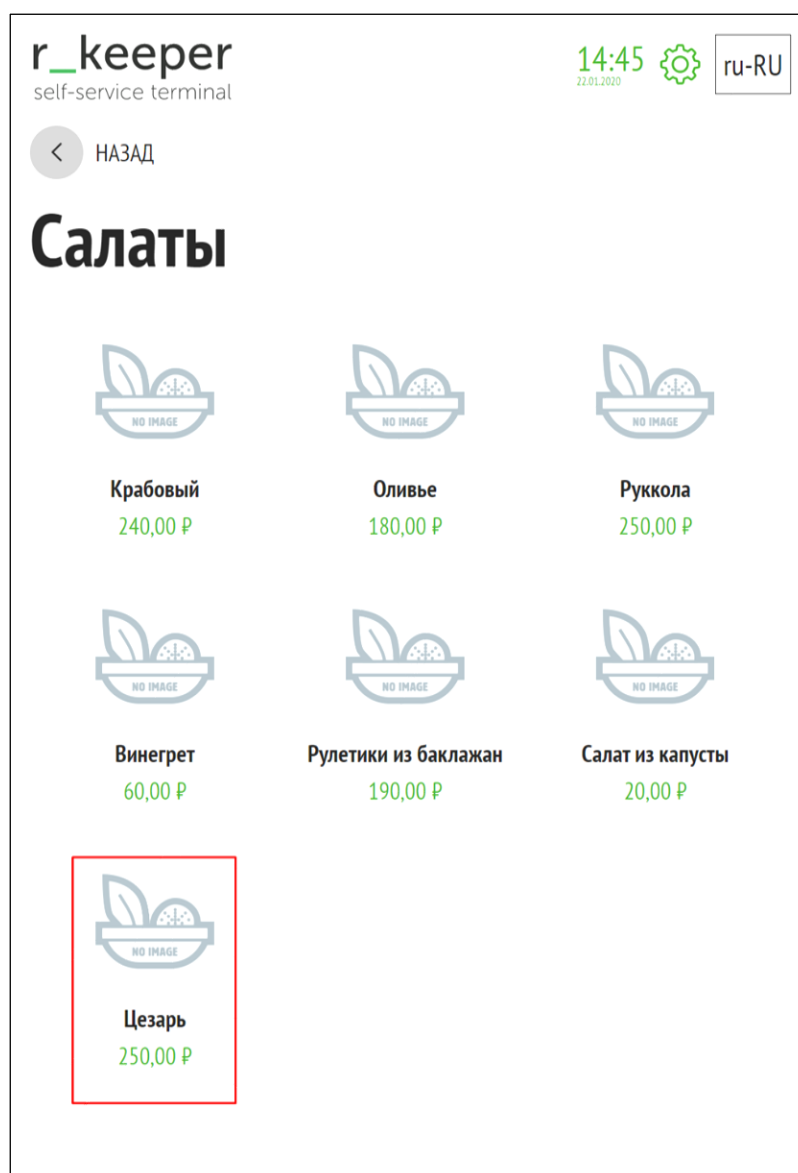 r_keeper
self-service terminal
14:45
22.01.2020
ru-RU
НАЗАД
Салаты
NO IMAGE
NO IMAGE
NO IMAGE
Крабовый
Оливье
Руккола
240,00 ₽
180,00 ₽
250,00 ₽
NO IMAGE
NO IMAGE
NO IMAGE
Винегрет
Рулетики из баклажан
Салат из капусты
60,00 ₽
190,00 ₽
20,00 ₽
NO IMAGE
Цезарь
250,00 ₽